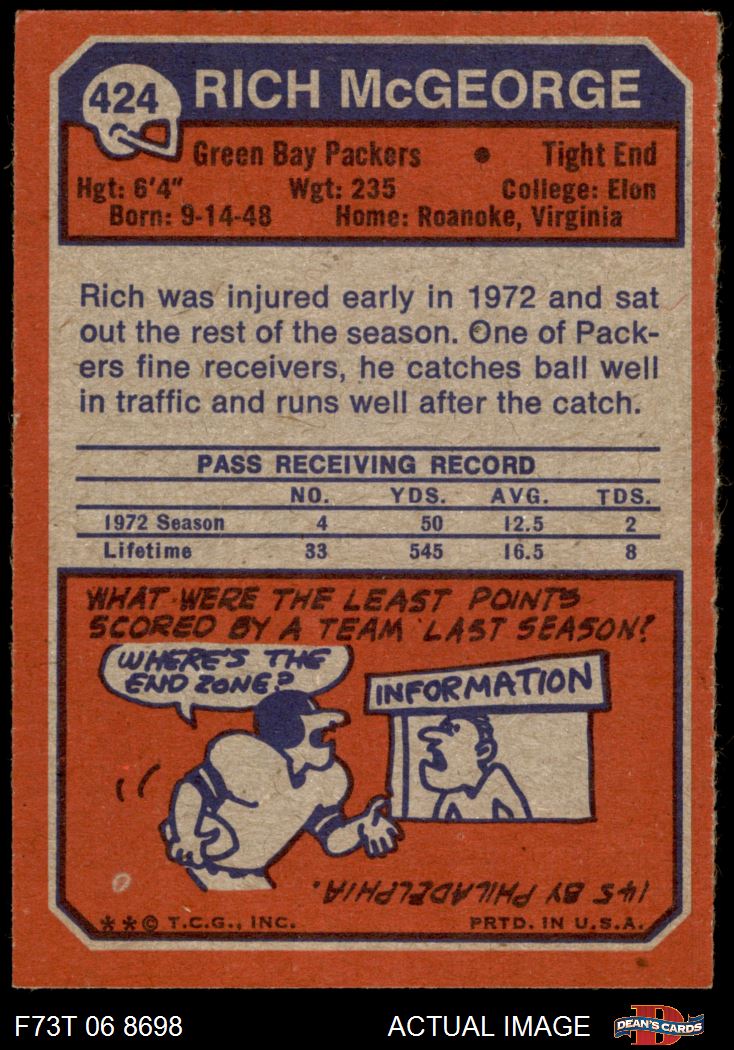 424
RICH McGEORGE
Green Bay Packers • Tight End
Hgt: 6'4" Wgt: 235 College: Elon
Born: 9-14-48 Home: Roanoke, Virginia
Rich was injured early in 1972 and sat
out the rest of the season. One of Pack-
ers fine receivers, he catches ball well
in traffic and runs well after the catch.
PASS RECEIVING RECORD
NO. YDS. AVG. TDS.
1972 Season 4 50 12.5 2
Lifetime 33 545 16.5 8
WHAT WERE THE LEAST POINTS
SCORED BY A TEAM LAST SEASON?
WHERE'S THE
END ZONE?
INFORMATION
145 BY PHILADELPHIA.
**© T.C.G., INC. PRTD. IN U.S.A.
F73T 06 8698 ACTUAL IMAGE
D
DEAN'S CARDS